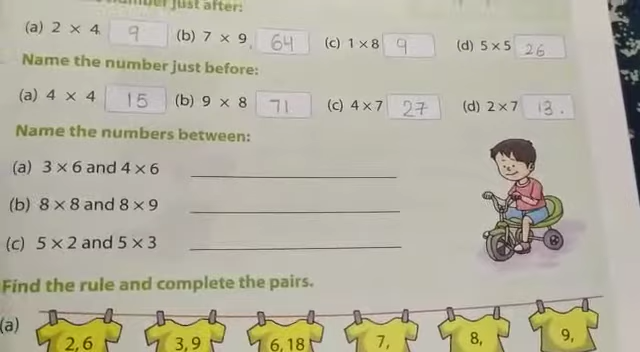 number just after:
(a) 2 × 4 9 (b) 7 × 9 64 (c) 1 × 8 9 (d) 5 × 5 26
Name the number just before:
(a) 4 × 4 15 (b) 9 × 8 71 (c) 4 × 7 27 (d) 2 × 7 13.
Name the numbers between:
(a) 3 × 6 and 4 × 6
(b) 8 × 8 and 8 × 9
(c) 5 × 2 and 5 × 3
Find the rule and complete the pairs.
(a) 2, 6 3, 9 6, 18 7, 8, 9,